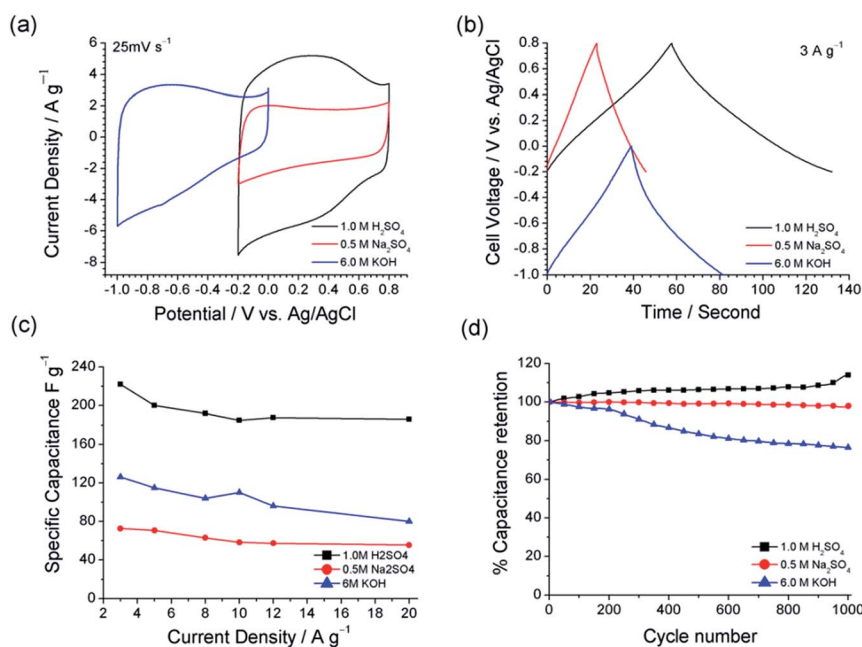 (a)
25mV s⁻¹
Current Density / A g⁻¹
6
4
2
0
-2
-4
-6
-8
-1.0 -0.8 -0.6 -0.4 -0.2 0.0 0.2 0.4 0.6 0.8
Potential / V vs. Ag/AgCl
1.0 M H₂SO₄
0.5 M Na₂SO₄
6.0 M KOH
(b)
3 A g⁻¹
Cell Voltage / V vs. Ag/AgCl
0.8
0.6
0.4
0.2
0.0
-0.2
-0.4
-0.6
-0.8
-1.0
0 20 40 60 80 100 120 140
Time / Second
1.0 M H₂SO₄
0.5 M Na₂SO₄
6.0 M KOH
(c)
Specific Capacitance F g⁻¹
240
200
160
120
80
40
0
2 4 6 8 10 12 14 16 18 20
Current Density / A g⁻¹
1.0M H2SO4
0.5M Na2SO4
6M KOH
(d)
% Capacitance retention
120
100
80
60
40
20
0
0 200 400 600 800 1000
Cycle number
1.0 M H₂SO₄
0.5 M Na₂SO₄
6.0 M KOH